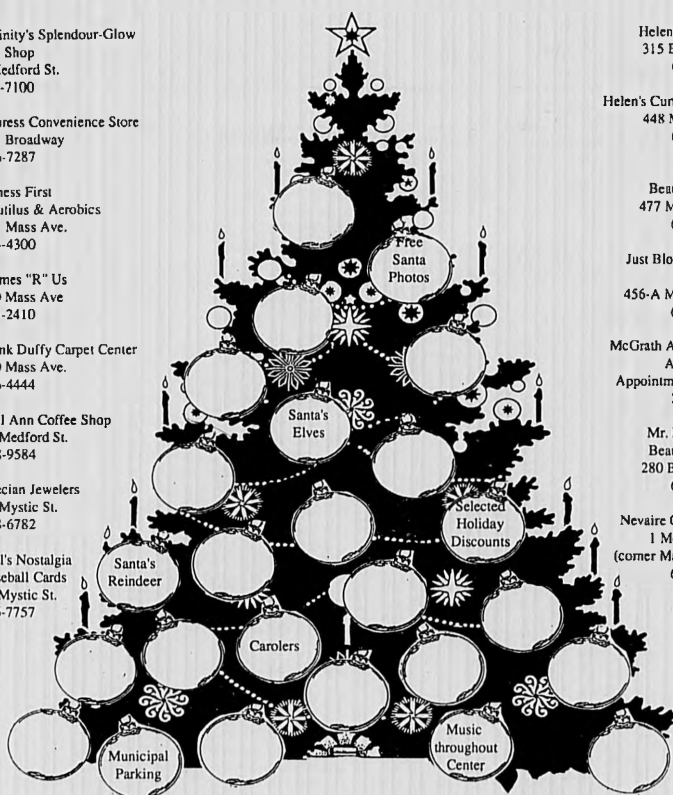 inity's Splendour-Glow
Shop
edford St.
-7100
ress Convenience Store
Broadway
-7287
ness First
utilus & Aerobics
Mass Ave.
-4300
mes "R" Us
Mass Ave
-2410
nk Duffy Carpet Center
Mass Ave.
-4444
l Ann Coffee Shop
Medford St.
-9584
cian Jewelers
Mystic St.
-6782
l's Nostalgia
seball Cards
Mystic St.
-7757
Free
Santa
Photos
Santa's
Elves
Selected
Holiday
Discounts
Santa's
Reindeer
Carolers
Municipal
Parking
Music
throughout
Center
Helen
315 B
Helen's Cur
448 M
Beau
477 M
Just Blo
456-A M
McGrath A
A
Appointm
Mr.
Beau
280 B
Nevaire C
1 M
(corner Ma